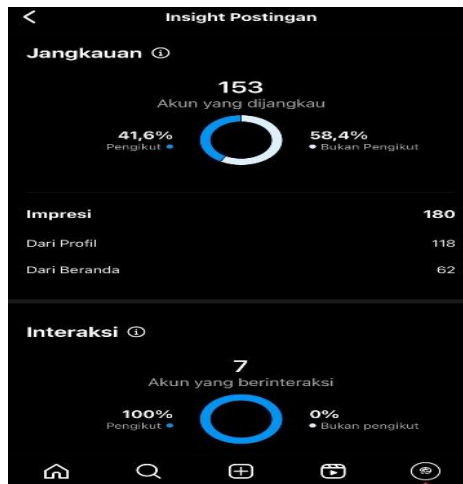 Insight Postingan
Jangkauan
153
Akun yang dijangkau
41,6%
Pengikut
58,4%
Bukan Pengikut
Impresi 180
Dari Profil 118
Dari Beranda 62
Interaksi
7
Akun yang berinteraksi
100%
Pengikut
0%
Bukan pengikut